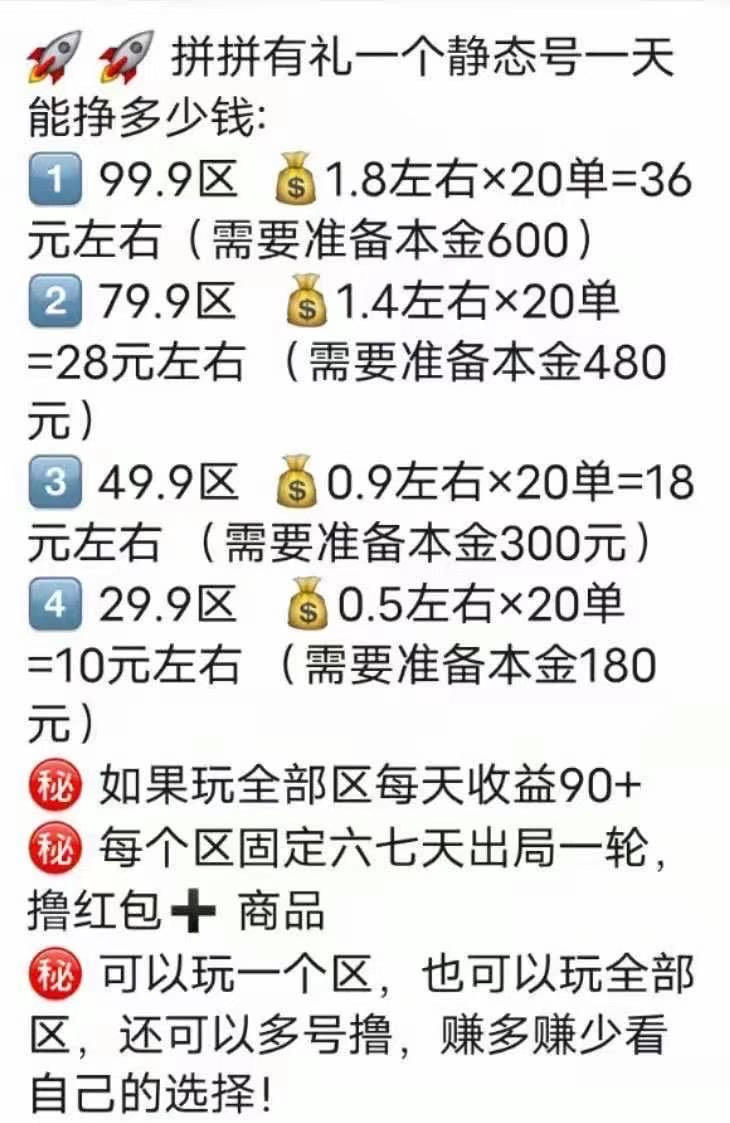 🚀 🚀 拼拼有礼一个静态号一天
能挣多少钱:
1️⃣ 99.9区 💰1.8左右×20单=36
元左右（需要准备本金600）
2️⃣ 79.9区 💰1.4左右×20单
=28元左右 （需要准备本金480
元）
3️⃣ 49.9区 💰0.9左右×20单=18
元左右 （需要准备本金300元）
4️⃣ 29.9区 💰0.5左右×20单
=10元左右 （需要准备本金180
元）
㊙️ 如果玩全部区每天收益90+
㊙️ 每个区固定六七天出局一轮，
撸红包➕ 商品
㊙️ 可以玩一个区，也可以玩全部
区，还可以多号撸，赚多赚少看
自己的选择！